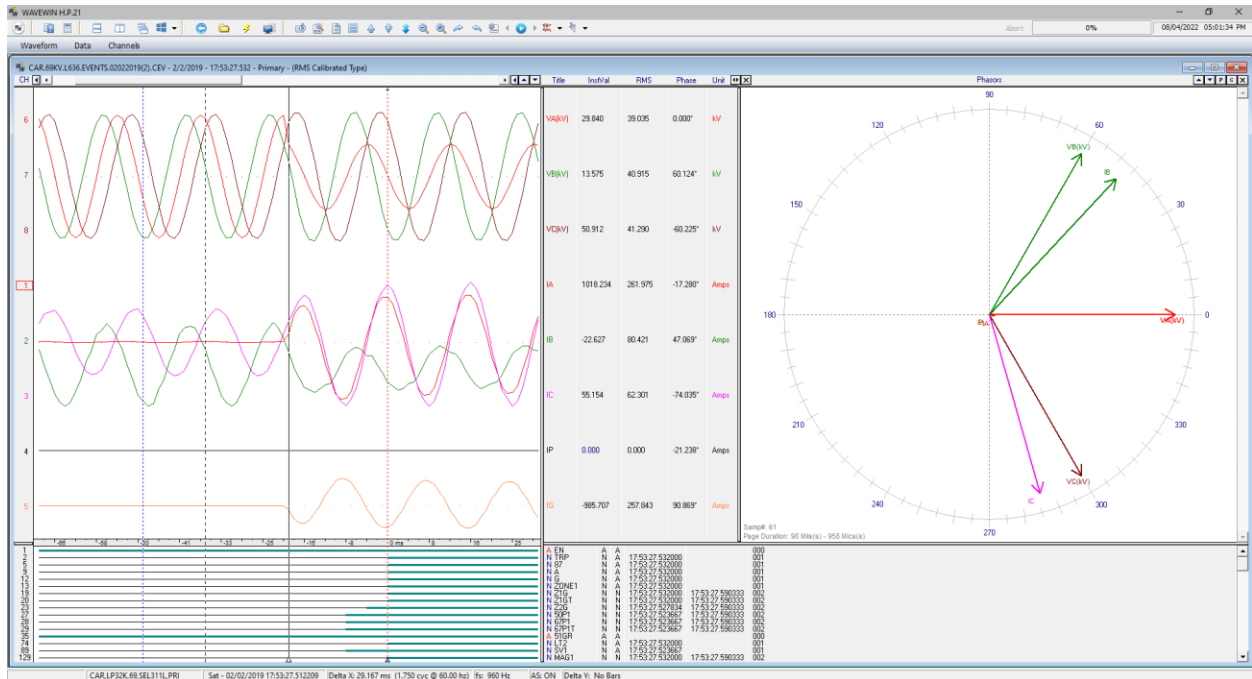 WAVEWIN H.P.21
Abort 0% 08/04/2022 05:01:34 PM
Waveform Data Channels
CAR.69KV.L636.EVENTS.02022019(2).CEV - 2/2/2019 - 17:53:27.532 - Primary - (RMS Calibrated Type)
CH Title InstVal RMS Phase Unit Phasors P C X
6 VA(kV) 29.840 39.035 0.000° kV
7 VB(kV) 13.575 40.915 60.124° kV
8 VC(kV) 50.912 41.290 -60.225° kV
1 IA 1018.234 261.975 -17.280° Amps
2 IB -22.627 80.421 47.069° Amps
3 IC 55.154 62.301 -74.035° Amps
4 IP 0.000 0.000 -21.238° Amps
5 IG -985.707 257.843 90.869° Amps
90
120 60
VB(kV)
IB
150 30
180 VA(kV) 0
210 330
VC(kV)
IC
240 300
270
Samp#: 61
Page Duration: 98 Mils(s) - 958 Mics(s)
-41 -33 -25 -16 0 ms
1 A EN A A 000
2 N TRP N A 17:53:27.532000 001
5 N 87 N A 17:53:27.532000 001
9 N A N A 17:53:27.532000 001
12 N G N A 17:53:27.532000 001
13 N ZONE1 N A 17:53:27.532000 001
19 N Z1G N N 17:53:27.532000 17:53:27.590333 002
20 N Z1GT N N 17:53:27.532000 17:53:27.590333 002
23 N Z2G N N 17:53:27.527834 17:53:27.590333 002
27 N 50P1 N N 17:53:27.523667 17:53:27.590333 002
28 N 67P1 N N 17:53:27.523667 17:53:27.590333 002
29 N 67P1T N N 17:53:27.523667 17:53:27.590333 002
35 A 51GR A A 000
74 N LT2 N A 17:53:27.532000 001
89 N SV1 N A 17:53:27.523667 001
129 N MAG1 N N 17:53:27.532000 17:53:27.590333 002
CAR,LP32K,69,SEL311L,PRI Sat - 02/02/2019 17:53:27.512209 Delta X: 29.167 ms (1.750 cyc @ 60.00 hz) fs: 960 Hz AS: ON Delta Y: No Bars